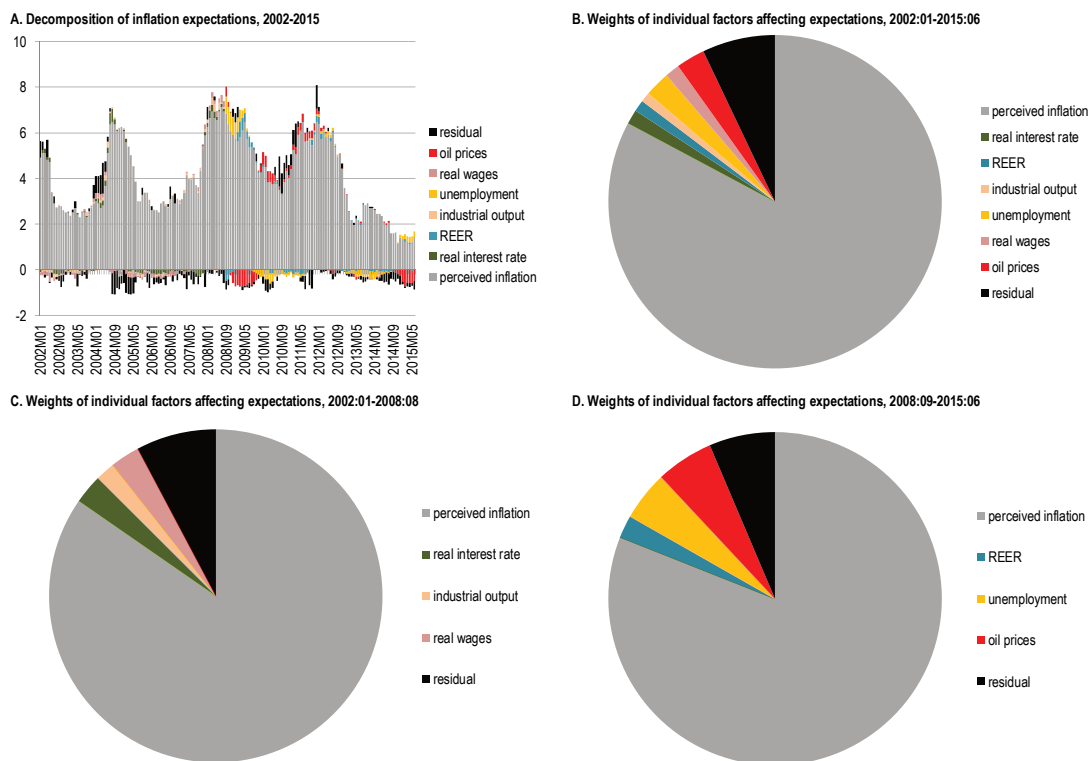 A. Decomposition of inflation expectations, 2002-2015
10
8
6
4
2
0
-2
2002M01
2002M09
2003M05
2004M01
2004M09
2005M05
2006M01
2006M09
2007M05
2008M01
2008M09
2009M05
2010M01
2010M09
2011M05
2012M01
2012M09
2013M05
2014M01
2014M09
2015M05
residual
oil prices
real wages
unemployment
industrial output
REER
real interest rate
perceived inflation
B. Weights of individual factors affecting expectations, 2002:01-2015:06
perceived inflation
real interest rate
REER
industrial output
unemployment
real wages
oil prices
residual
C. Weights of individual factors affecting expectations, 2002:01-2008:08
perceived inflation
real interest rate
industrial output
real wages
residual
D. Weights of individual factors affecting expectations, 2008:09-2015:06
perceived inflation
REER
unemployment
oil prices
residual